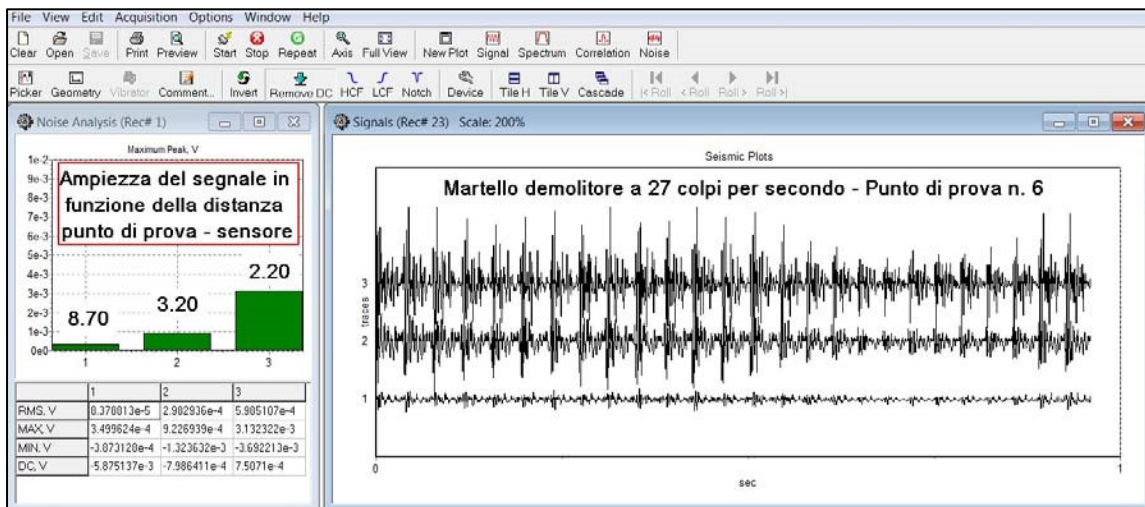 File View Edit Acquisition Options Window Help
Clear Open Save Print Preview Start Stop Repeat Axis Full View New Plot Signal Spectrum Correlation Noise
Picker Geometry Vibrator Comment... Invert Remove DC HCF LCF Notch Device Tile H Tile V Cascade |< Roll < Roll Roll > Roll >|
Noise Analysis (Rec# 1)
Maximum Peak, V
1e-2
9e-3
8e-3
7e-3
6e-3
5e-3
4e-3
3e-3
2e-3
1e-3
0e0
Ampiezza del segnale in
funzione della distanza
punto di prova - sensore
8.70 3.20 2.20
1 2 3
1 2 3
RMS, V 8.378813e-5 2.982936e-4 5.985107e-4
MAX, V 3.499624e-4 9.226939e-4 3.132322e-3
MIN, V -3.873128e-4 -1.323632e-3 -3.692213e-3
DC, V -5.875137e-3 -7.986411e-4 7.5071e-4
Signals (Rec# 23) Scale: 200%
Seismic Plots
Martello demolitore a 27 colpi per secondo - Punto di prova n. 6
3
traces
2
1
0 1
sec